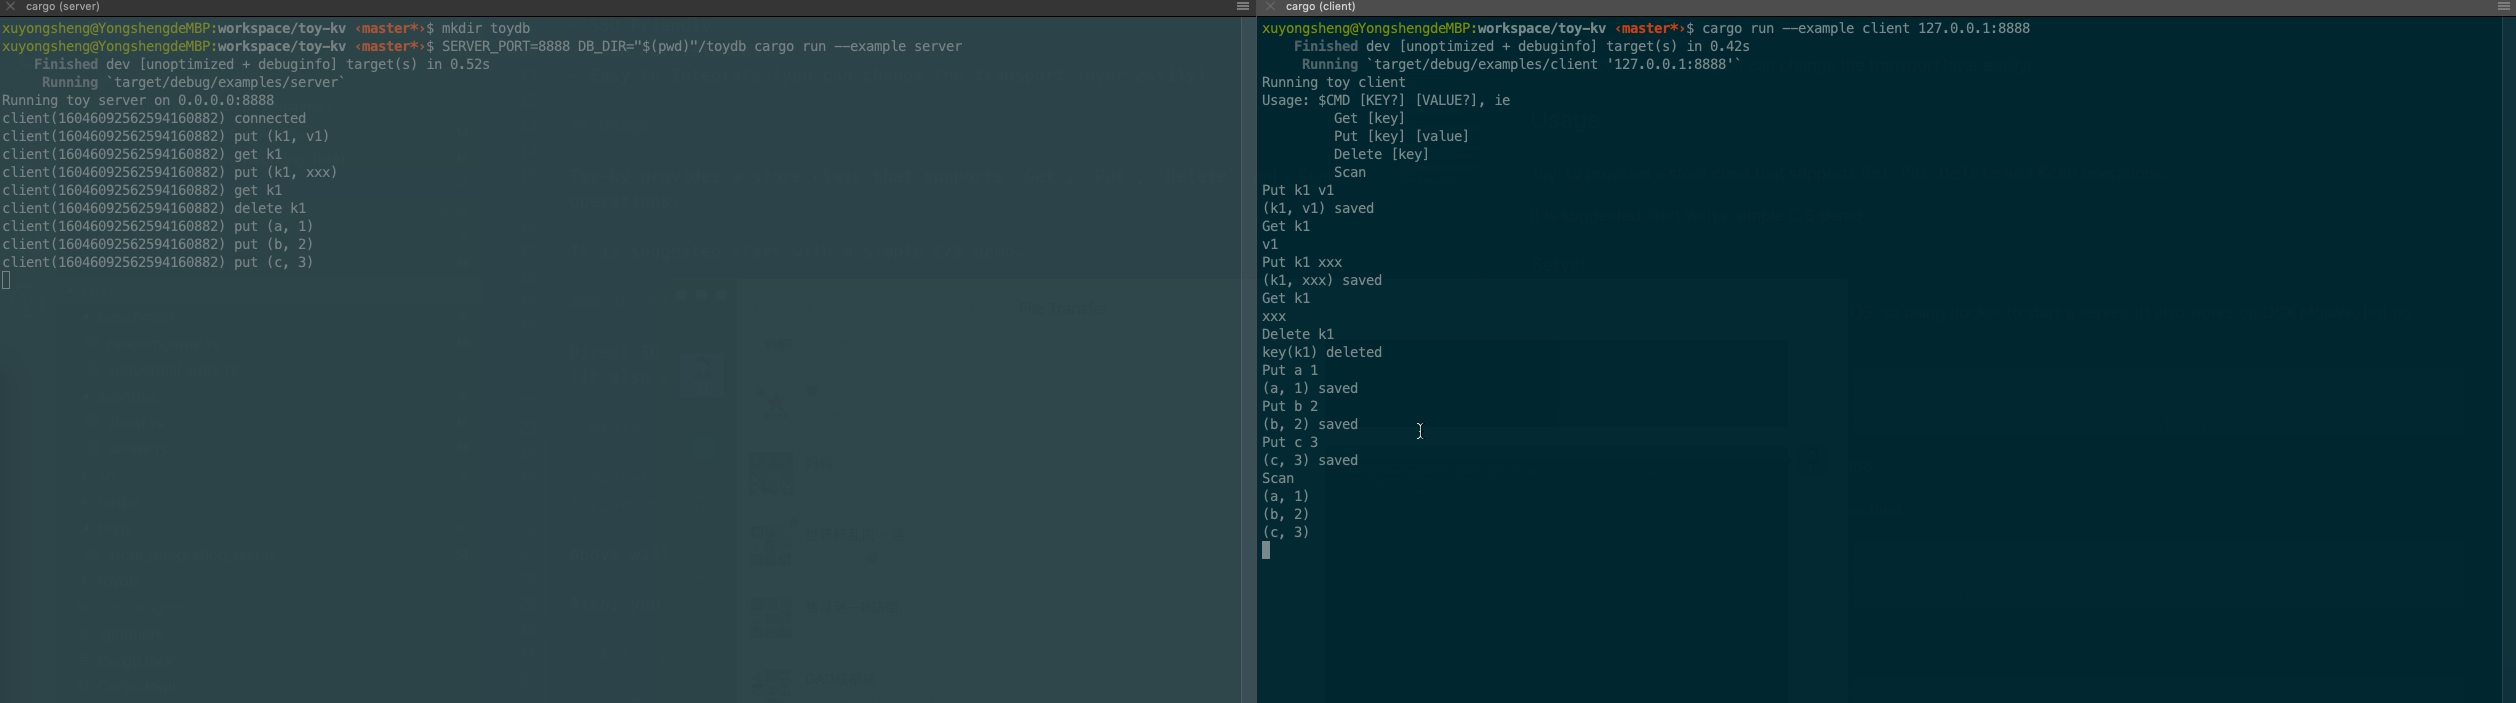 cargo (server)
xuyongsheng@YongshengdeMBP:workspace/toy-kv ‹master*›$ mkdir toydb
xuyongsheng@YongshengdeMBP:workspace/toy-kv ‹master*›$ SERVER_PORT=8888 DB_DIR="$(pwd)"/toydb cargo run --example server
    Finished dev [unoptimized + debuginfo] target(s) in 0.52s
     Running `target/debug/examples/server`
Running toy server on 0.0.0.0:8888
client(16046092562594160882) connected
client(16046092562594160882) put (k1, v1)
client(16046092562594160882) get k1
client(16046092562594160882) put (k1, xxx)
client(16046092562594160882) get k1
client(16046092562594160882) delete k1
client(16046092562594160882) put (a, 1)
client(16046092562594160882) put (b, 2)
client(16046092562594160882) put (c, 3)
cargo (client)
xuyongsheng@YongshengdeMBP:workspace/toy-kv ‹master*›$ cargo run --example client 127.0.0.1:8888
    Finished dev [unoptimized + debuginfo] target(s) in 0.42s
     Running `target/debug/examples/client '127.0.0.1:8888'`
Running toy client
Usage: $CMD [KEY?] [VALUE?], ie
         Get [key]
         Put [key] [value]
         Delete [key]
         Scan
Put k1 v1
(k1, v1) saved
Get k1
v1
Put k1 xxx
(k1, xxx) saved
Get k1
xxx
Delete k1
key(k1) deleted
Put a 1
(a, 1) saved
Put b 2
(b, 2) saved
Put c 3
(c, 3) saved
Scan
(a, 1)
(b, 2)
(c, 3)